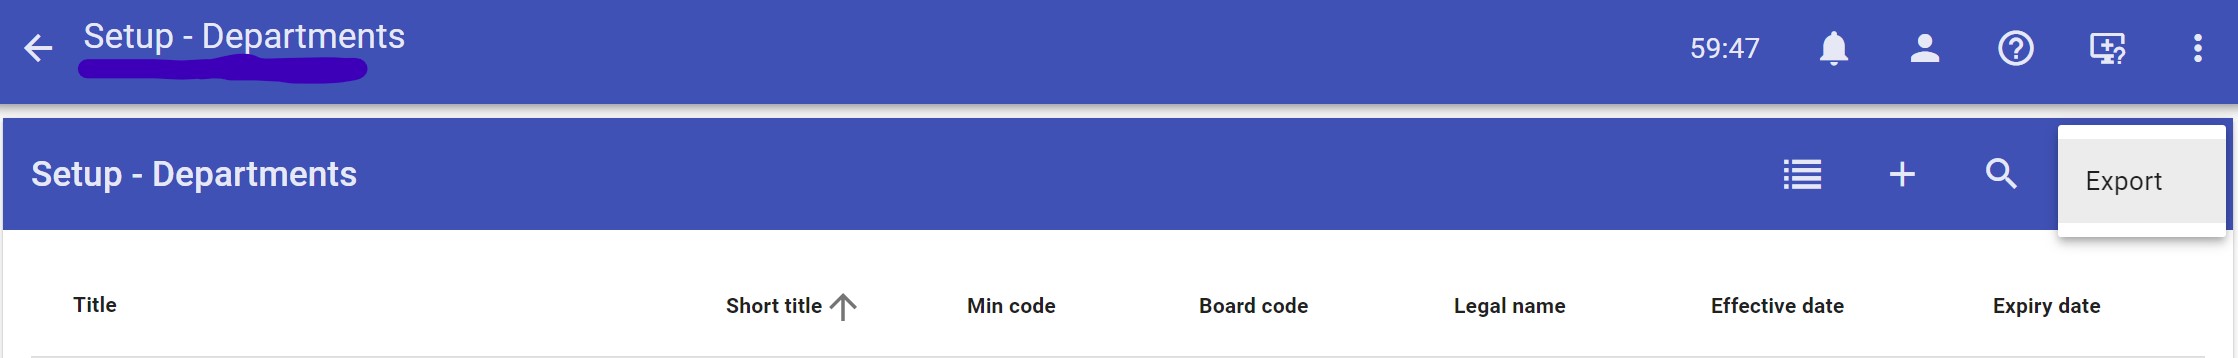 Setup - Departments
59:47
Setup - Departments
Export
Title Short title Min code Board code Legal name Effective date Expiry date